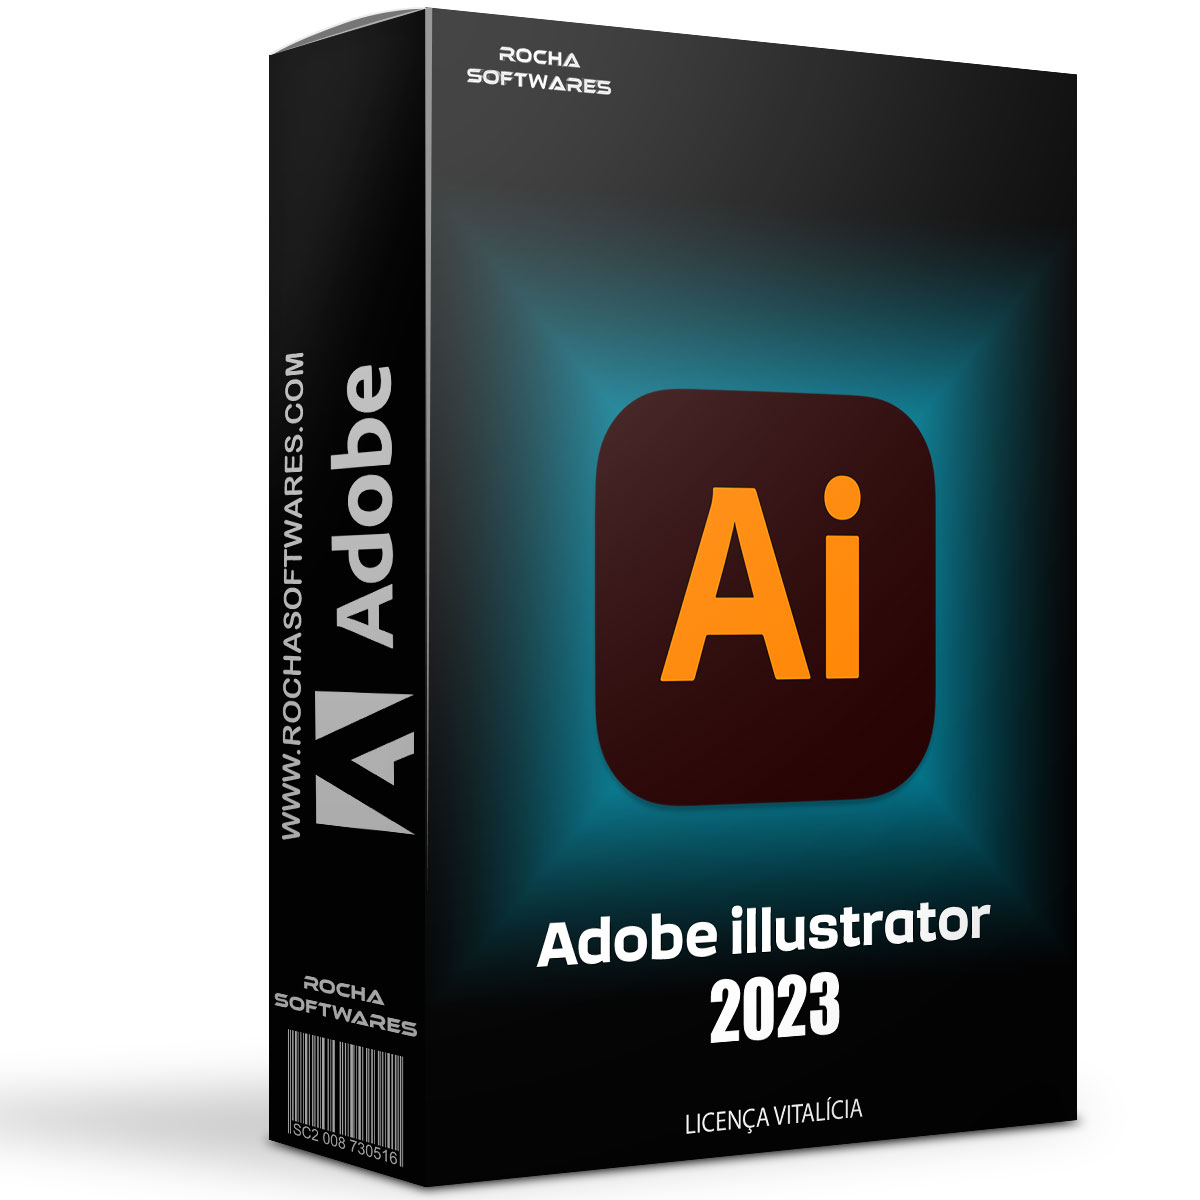 ROCHA
SOFTWARES
Ai
Adobe illustrator
2023
LICENÇA VITALÍCIA
WWW.ROCHASOFTWARES.COM
Adobe
ROCHA
SOFTWARES
SC2 008 730516